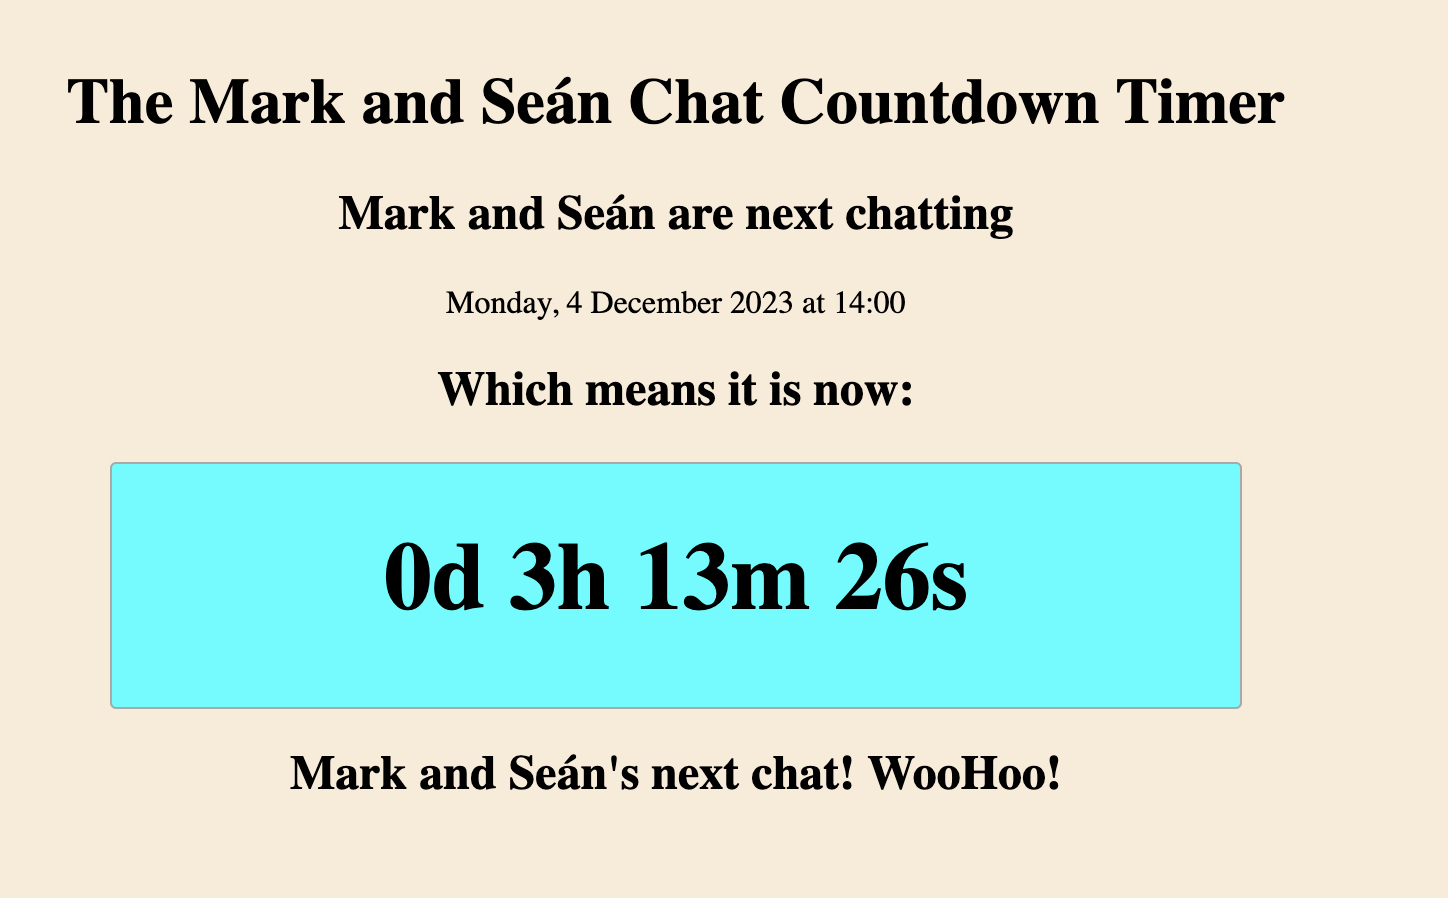 The Mark and Seán Chat Countdown Timer
Mark and Seán are next chatting
Monday, 4 December 2023 at 14:00
Which means it is now:
0d 3h 13m 26s
Mark and Seán's next chat! WooHoo!